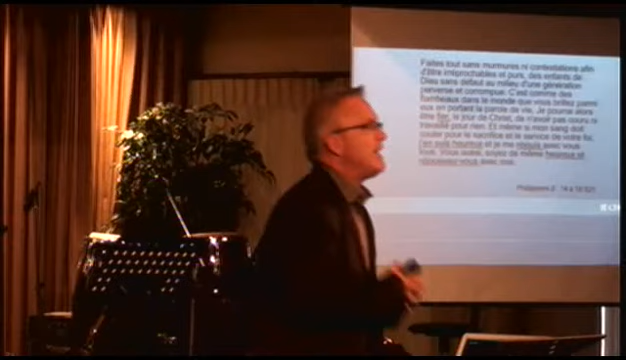 Faites tout sans murmures ni contestations afin
d'être irréprochables et purs, des enfants de
Dieu sans défaut au milieu d'une génération
perverse et corrompue. C'est comme des
flambeaux dans le monde que vous brillez parmi
eux en portant la parole de vie. Je pourrai alors
être fier, le jour de Christ, de n'avoir pas couru ni
travaillé pour rien. Et même si mon sang doit
couler pour le sacrifice et le service de votre foi,
j'en suis heureux et je me réjouis avec vous
tous. Vous aussi, soyez de même heureux et
réjouissez-vous avec moi.
Philippiens 2 : 14 à 18